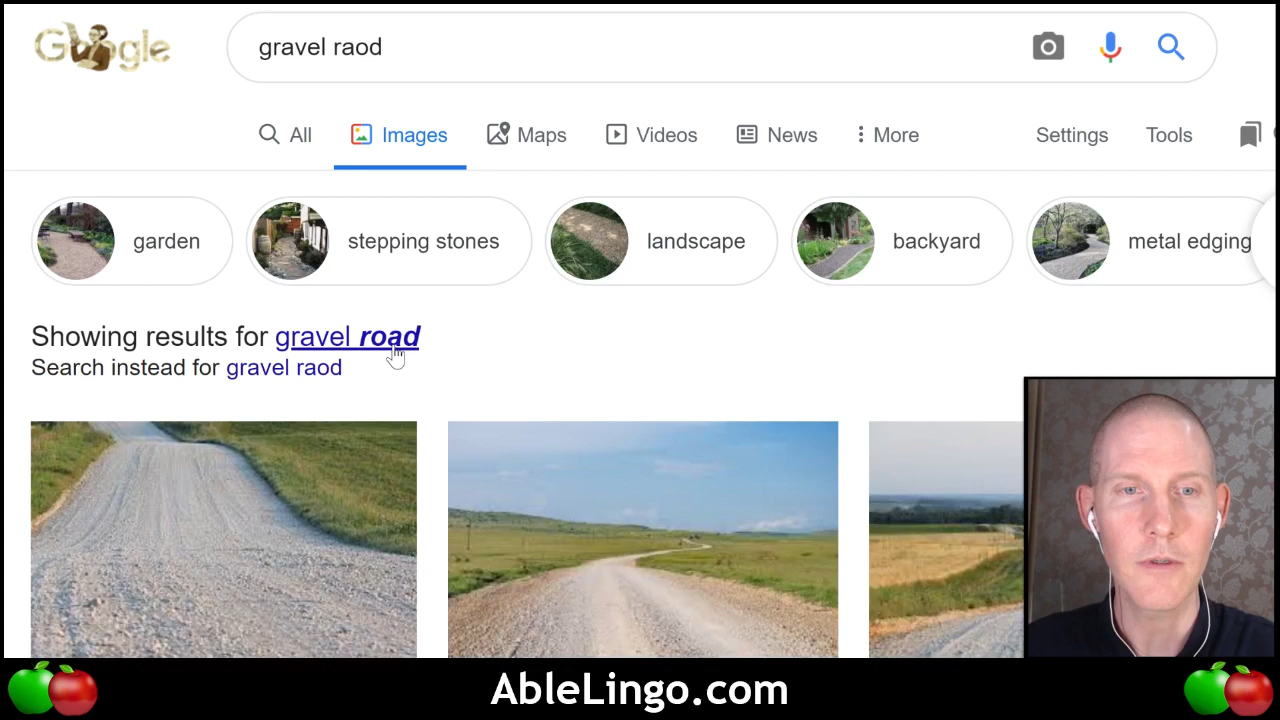 Google
gravel raod
All Images Maps Videos News More Settings Tools
garden stepping stones landscape backyard metal edging
Showing results for gravel road
Search instead for gravel raod
AbleLingo.com